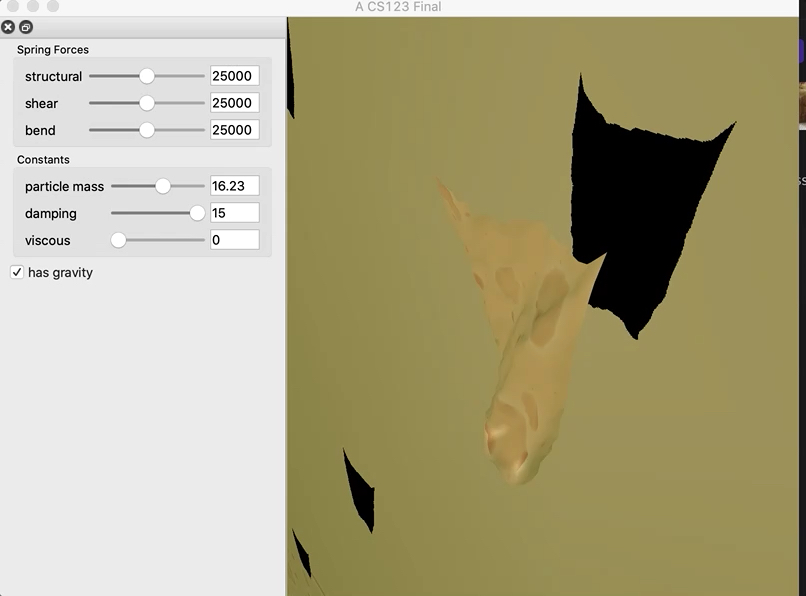 A CS123 Final
Spring Forces
structural 25000
shear 25000
bend 25000
Constants
particle mass 16.23
damping 15
viscous 0
has gravity